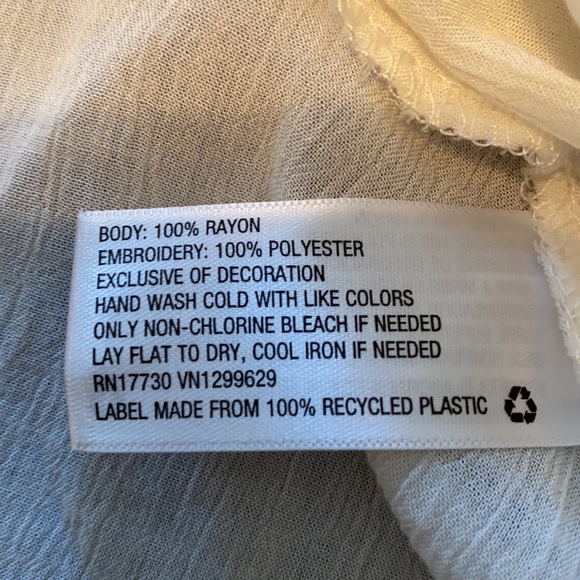 BODY: 100% RAYON
EMBROIDERY: 100% POLYESTER
EXCLUSIVE OF DECORATION
HAND WASH COLD WITH LIKE COLORS
ONLY NON-CHLORINE BLEACH IF NEEDED
LAY FLAT TO DRY, COOL IRON IF NEEDED
RN17730 VN1299629
LABEL MADE FROM 100% RECYCLED PLASTIC